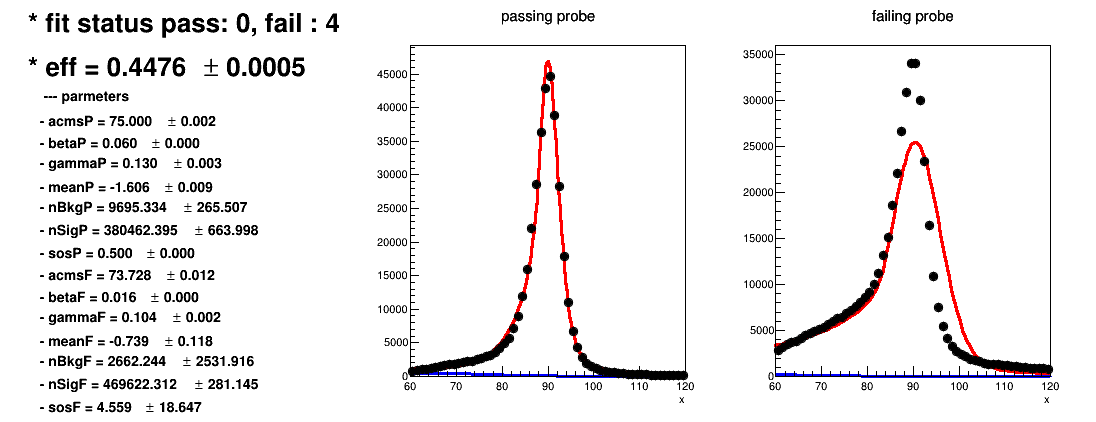 * fit status pass: 0, fail : 4
* eff = 0.4476 ± 0.0005
--- parmeters
- acmsP = 75.000 ± 0.002
- betaP = 0.060 ± 0.000
- gammaP = 0.130 ± 0.003
- meanP = -1.606 ± 0.009
- nBkgP = 9695.334 ± 265.507
- nSigP = 380462.395 ± 663.998
- sosP = 0.500 ± 0.000
- acmsF = 73.728 ± 0.012
- betaF = 0.016 ± 0.000
- gammaF = 0.104 ± 0.002
- meanF = -0.739 ± 0.118
- nBkgF = 2662.244 ± 2531.916
- nSigF = 469622.312 ± 281.145
- sosF = 4.559 ± 18.647
passing probe
45000
40000
35000
30000
25000
20000
15000
10000
5000
0
60 70 80 90 100 110 120
x
failing probe
35000
30000
25000
20000
15000
10000
5000
0
60 70 80 90 100 110 120
x